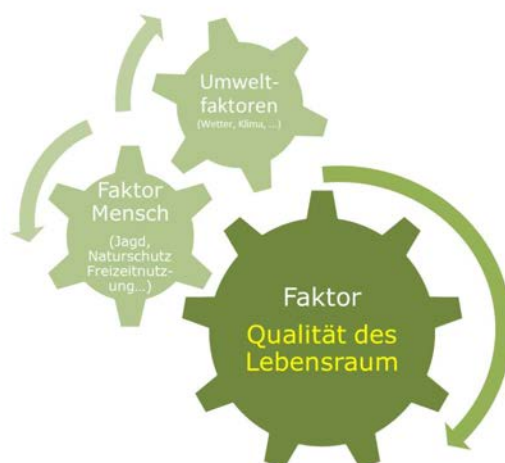 Umwelt-
faktoren
(Wetter, Klima, ...)
Faktor
Mensch
(Jagd,
Naturschutz
Freizeitnutz-
ung...)
Faktor
Qualität des
Lebensraum